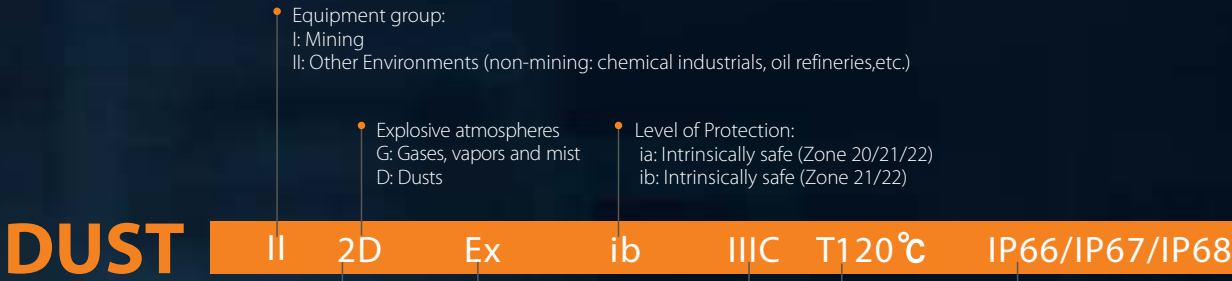 Equipment group:
I: Mining
II: Other Environments (non-mining: chemical industrials, oil refineries,etc.)
Explosive atmospheres
G: Gases, vapors and mist
D: Dusts
Level of Protection:
ia: Intrinsically safe (Zone 20/21/22)
ib: Intrinsically safe (Zone 21/22)
DUST II 2D Ex ib IIIC T120℃ IP66/IP67/IP68